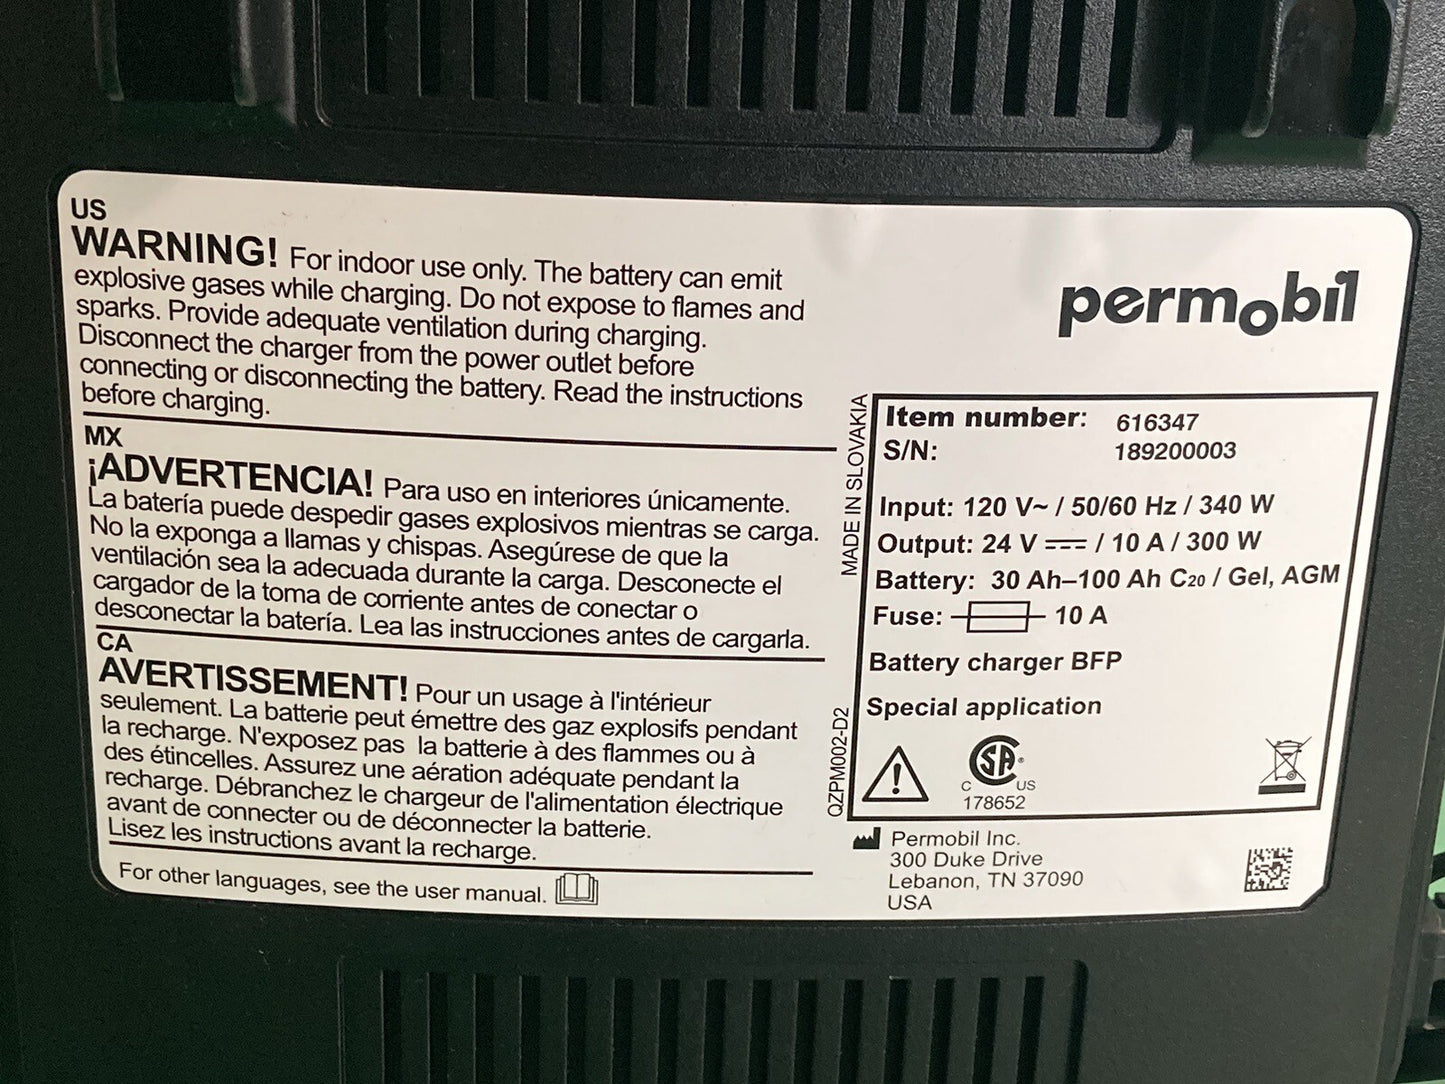 US
WARNING! For indoor use only. The battery can emit
explosive gases while charging. Do not expose to flames and
sparks. Provide adequate ventilation during charging.
Disconnect the charger from the power outlet before
connecting or disconnecting the battery. Read the instructions
before charging.
MX
¡ADVERTENCIA! Para uso en interiores únicamente.
La batería puede despedir gases explosivos mientras se carga.
No la exponga a llamas y chispas. Asegúrese de que la
ventilación sea la adecuada durante la carga. Desconecte el
cargador de la toma de corriente antes de conectar o
desconectar la batería. Lea las instrucciones antes de cargarla.
CA
AVERTISSEMENT! Pour un usage à l'intérieur
seulement. La batterie peut émettre des gaz explosifs pendant
la recharge. N'exposez pas la batterie à des flammes ou à
des étincelles. Assurez une aération adéquate pendant la
recharge. Débranchez le chargeur de l'alimentation électrique
avant de connecter ou de déconnecter la batterie.
Lisez les instructions avant la recharge.
For other languages, see the user manual.
permobil
MADE IN SLOVAKIA
QZPM002-D2
Item number: 616347
S/N: 189200003
Input: 120 V~ / 50/60 Hz / 340 W
Output: 24 V ⎓ / 10 A / 300 W
Battery: 30 Ah–100 Ah C20 / Gel, AGM
Fuse: 10 A
Battery charger BFP
Special application
SA®
C US
178652
Permobil Inc.
300 Duke Drive
Lebanon, TN 37090
USA